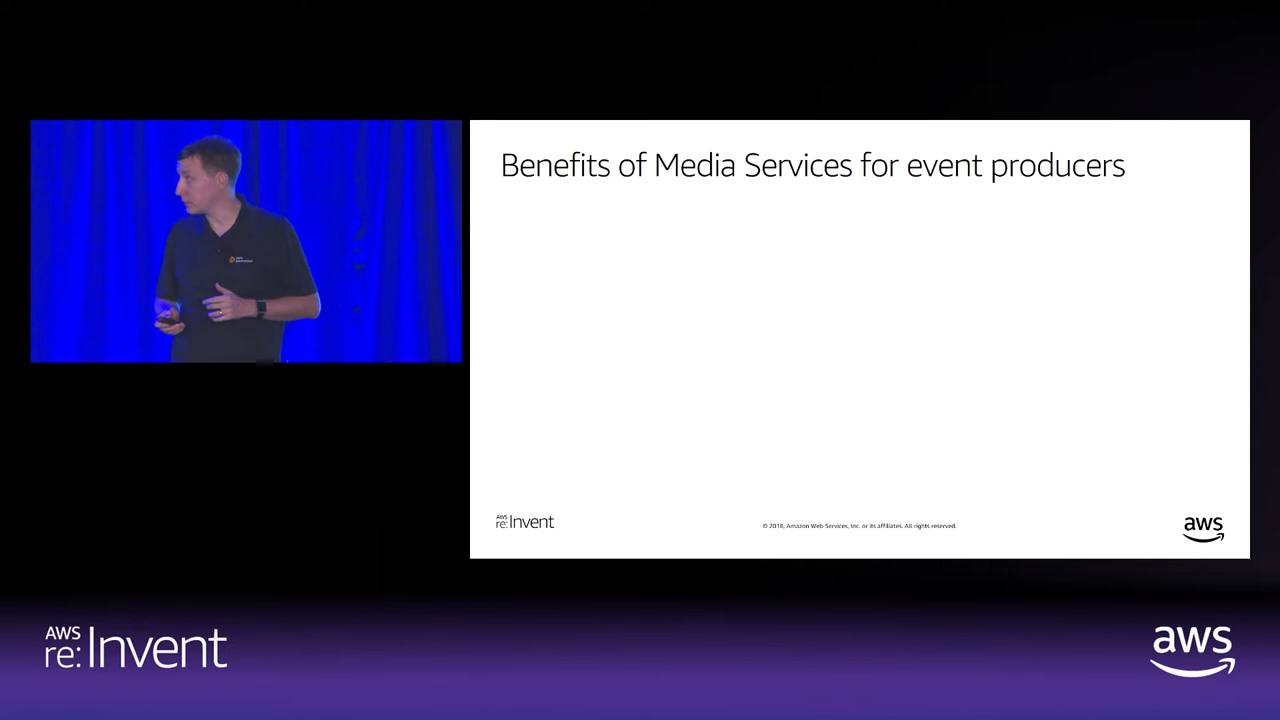 Benefits of Media Services for event producers
AWS
re:Invent
© 2018, Amazon Web Services, Inc. or its affiliates. All rights reserved.
aws
AWS
re:Invent
aws